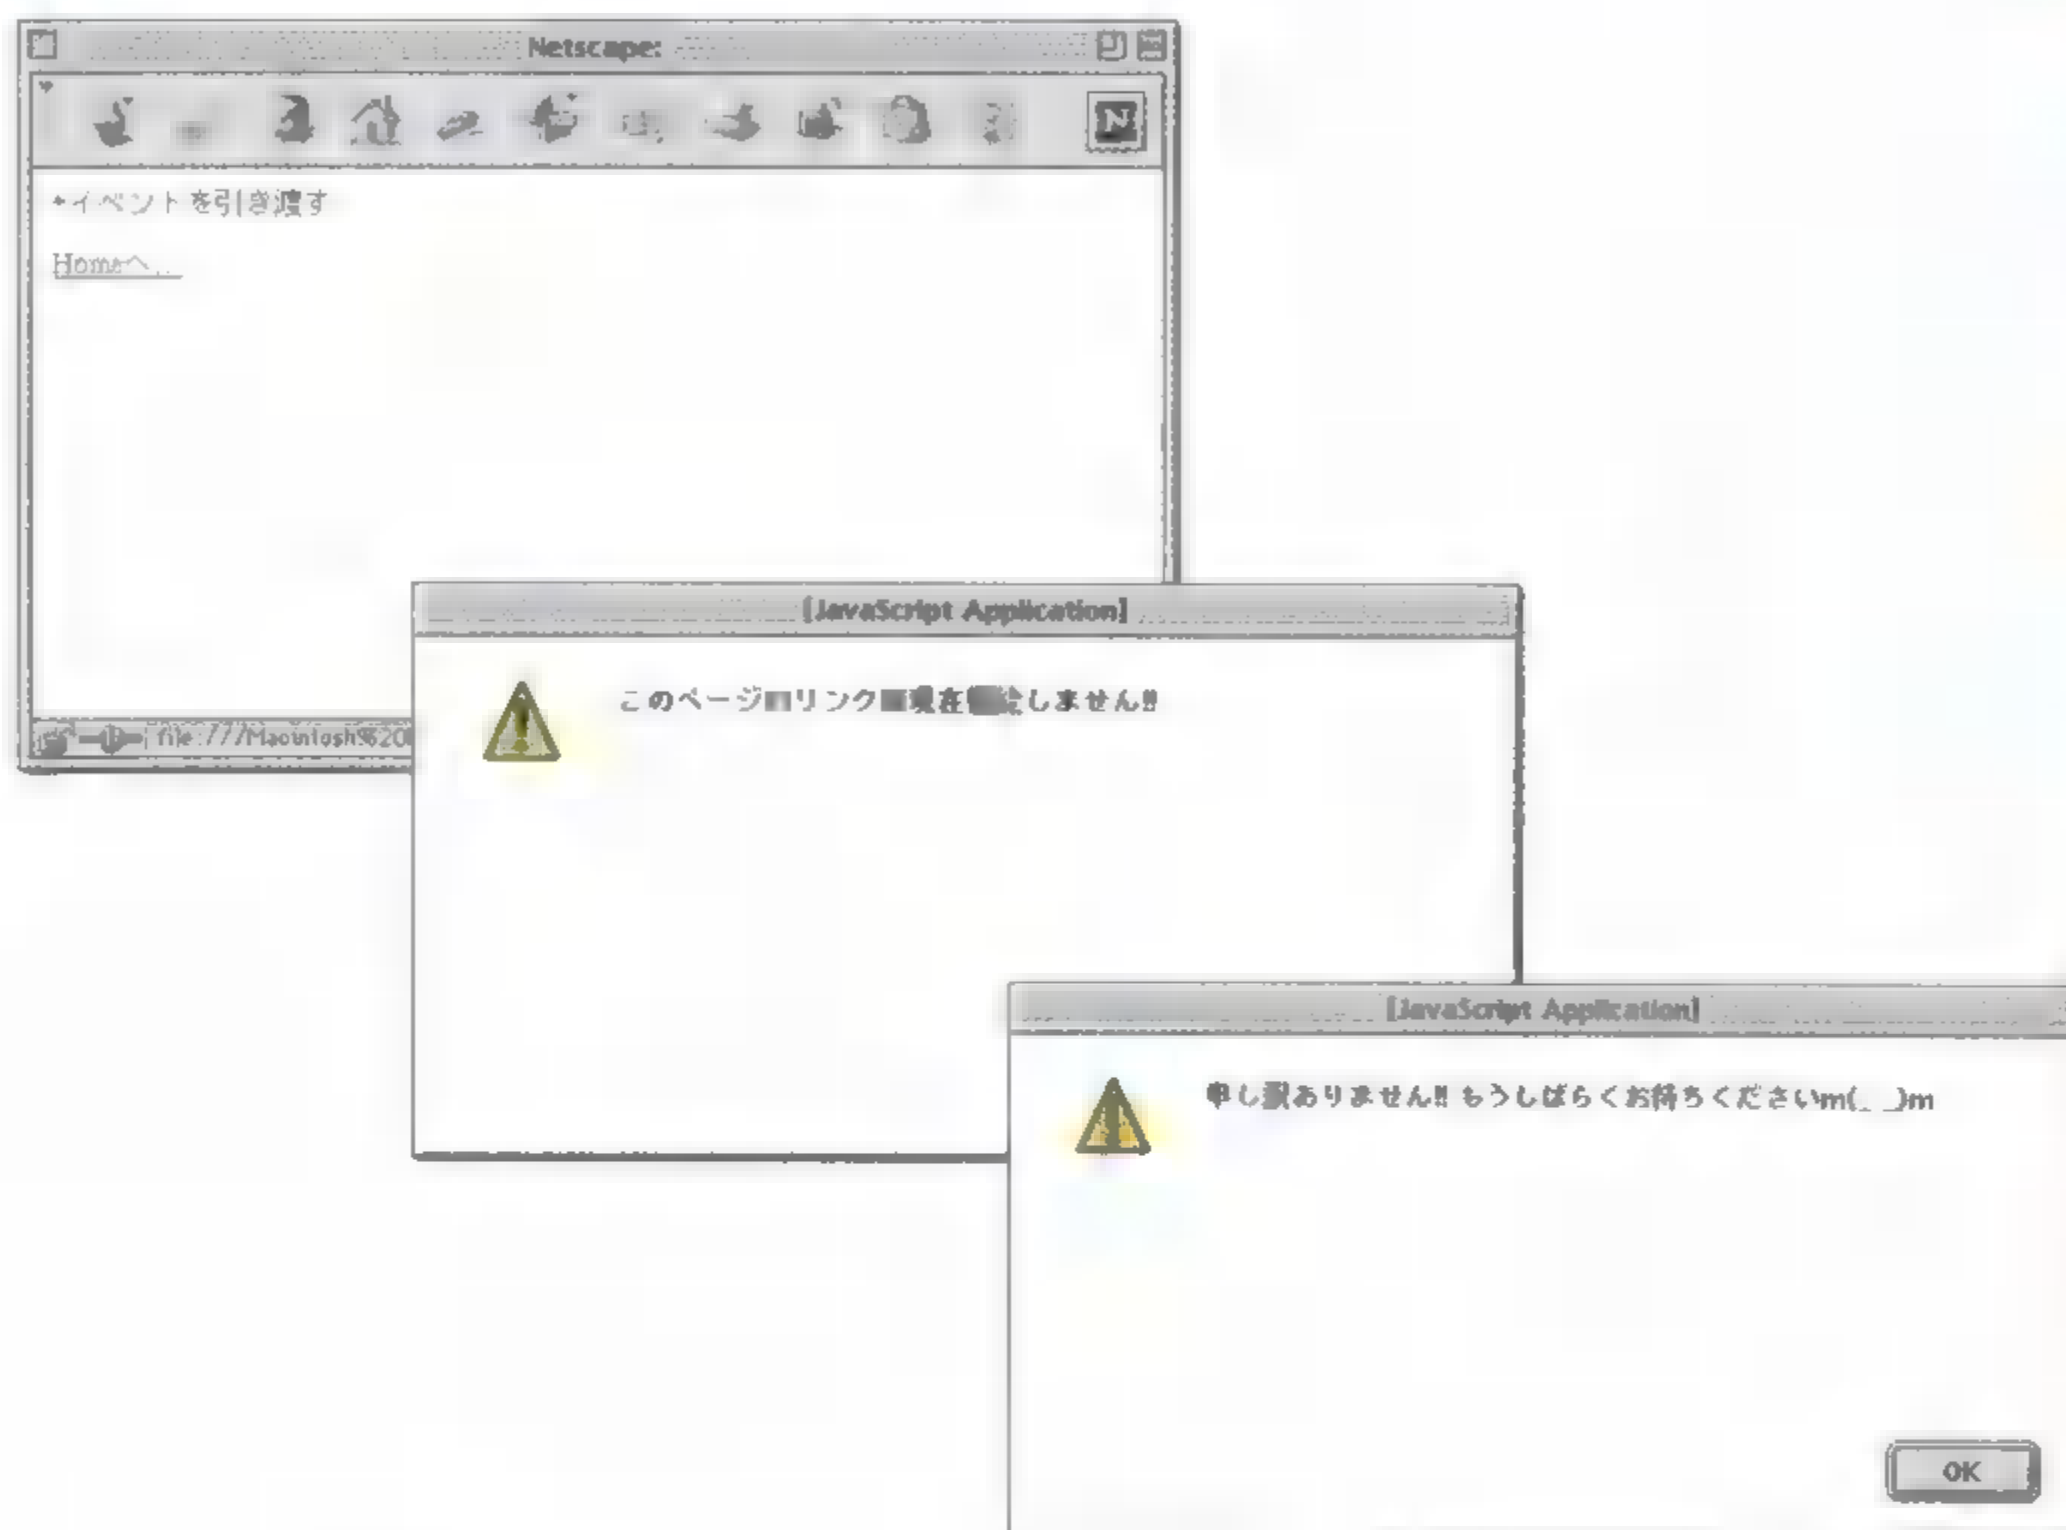 Netscape:
*イベントを引き渡す
Homeへ...
file:///Macintosh%20
[JavaScript Application]
このページ リンク 現在 しません!!
[JavaScript Application]
申し訳ありません!! もうしばらくお待ちくださいm(_ _)m
OK